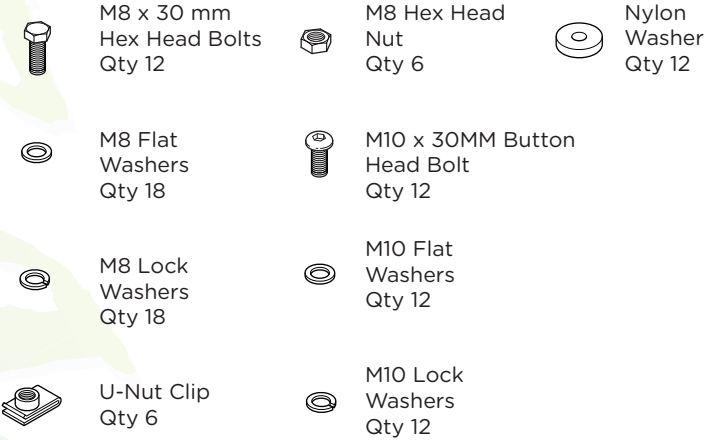 M8 x 30 mm
Hex Head Bolts
Qty 12
M8 Hex Head
Nut
Qty 6
Nylon
Washer
Qty 12
M8 Flat
Washers
Qty 18
M10 x 30MM Button
Head Bolt
Qty 12
M8 Lock
Washers
Qty 18
M10 Flat
Washers
Qty 12
U-Nut Clip
Qty 6
M10 Lock
Washers
Qty 12